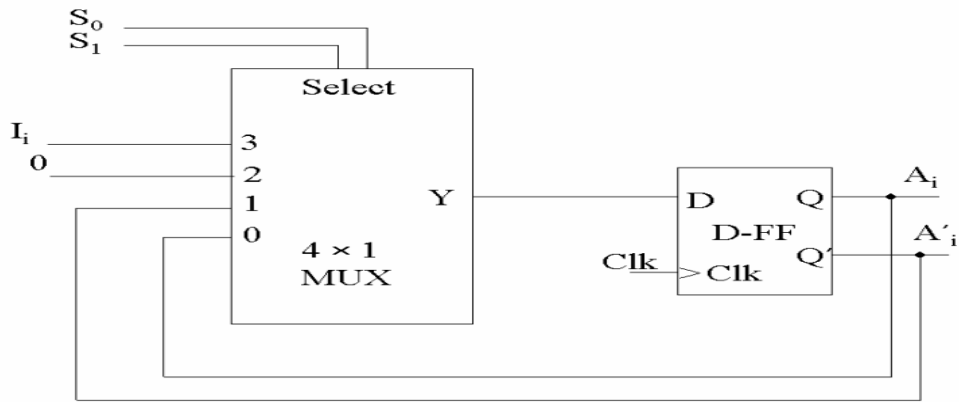 S₀
S₁
Select
Iᵢ
3
0
2
1
0
Y
4 × 1
MUX
D
Q
D-FF
Q′
Clk
Clk
Aᵢ
A′ᵢ